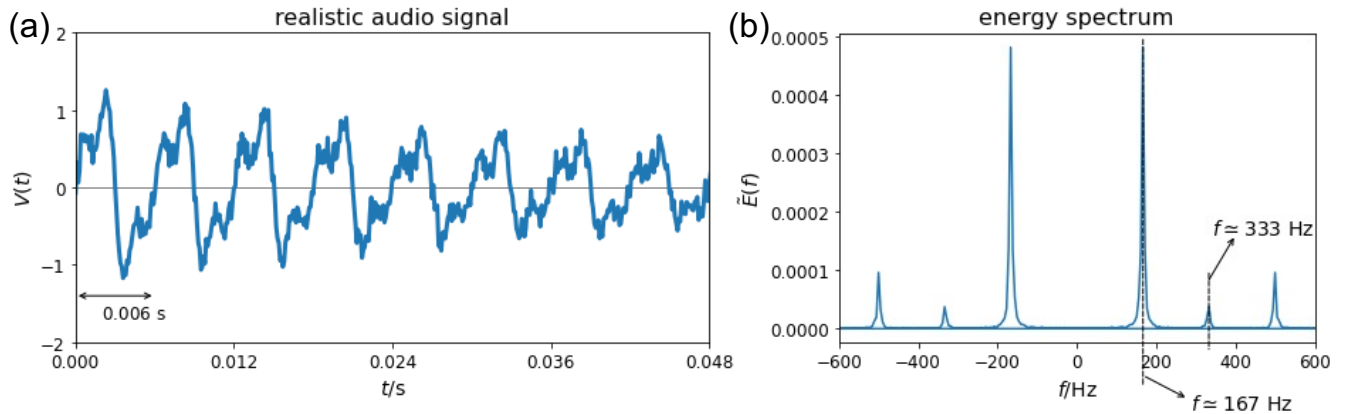 (a)
realistic audio signal
2
1
0
−1
−2
V(t)
0.006 s
0.000
0.012
0.024
0.036
0.048
t/s
(b)
energy spectrum
0.0005
0.0004
0.0003
0.0002
0.0001
0.0000
Ẽ(f)
f ≃ 333 Hz
−600
−400
−200
0
200
400
600
f/Hz
f ≃ 167 Hz